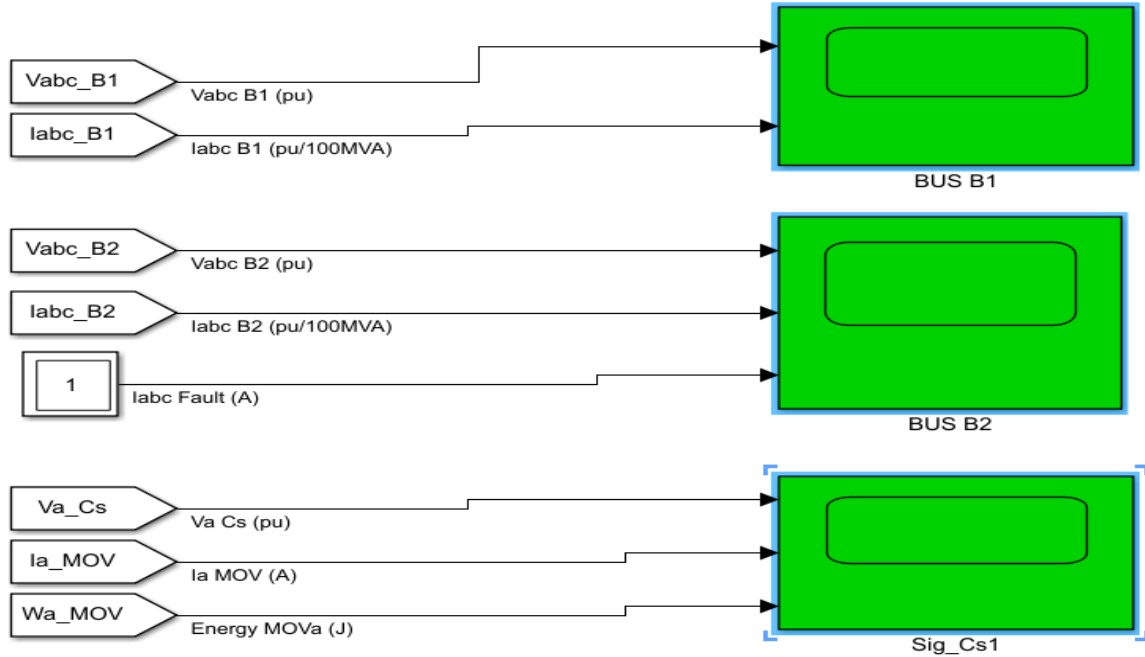 Vabc_B1
Vabc B1 (pu)
Iabc_B1
Iabc B1 (pu/100MVA)
BUS B1
Vabc_B2
Vabc B2 (pu)
Iabc_B2
Iabc B2 (pu/100MVA)
1
Iabc Fault (A)
BUS B2
Va_Cs
Va Cs (pu)
Ia_MOV
Ia MOV (A)
Wa_MOV
Energy MOVa (J)
Sig_Cs1